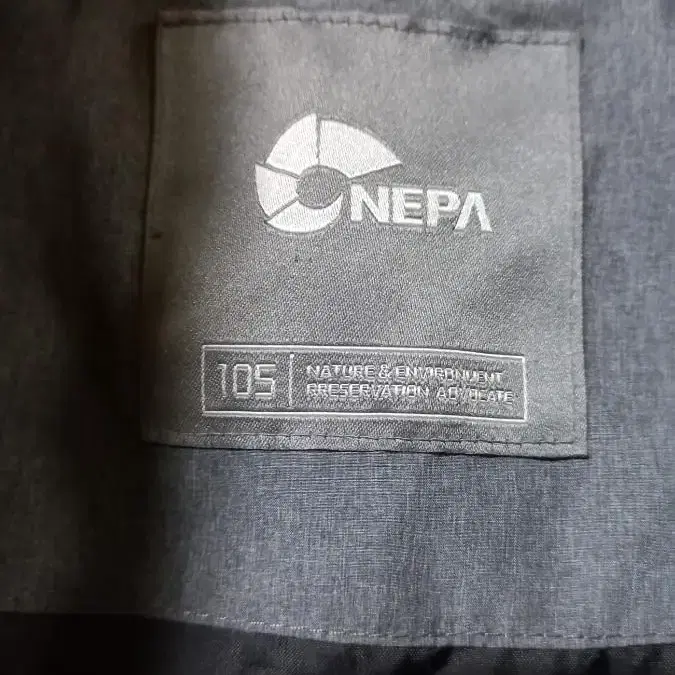 NEPA
105
NATURE & ENVIRONMENT
PRESERVATION ADVOCATE